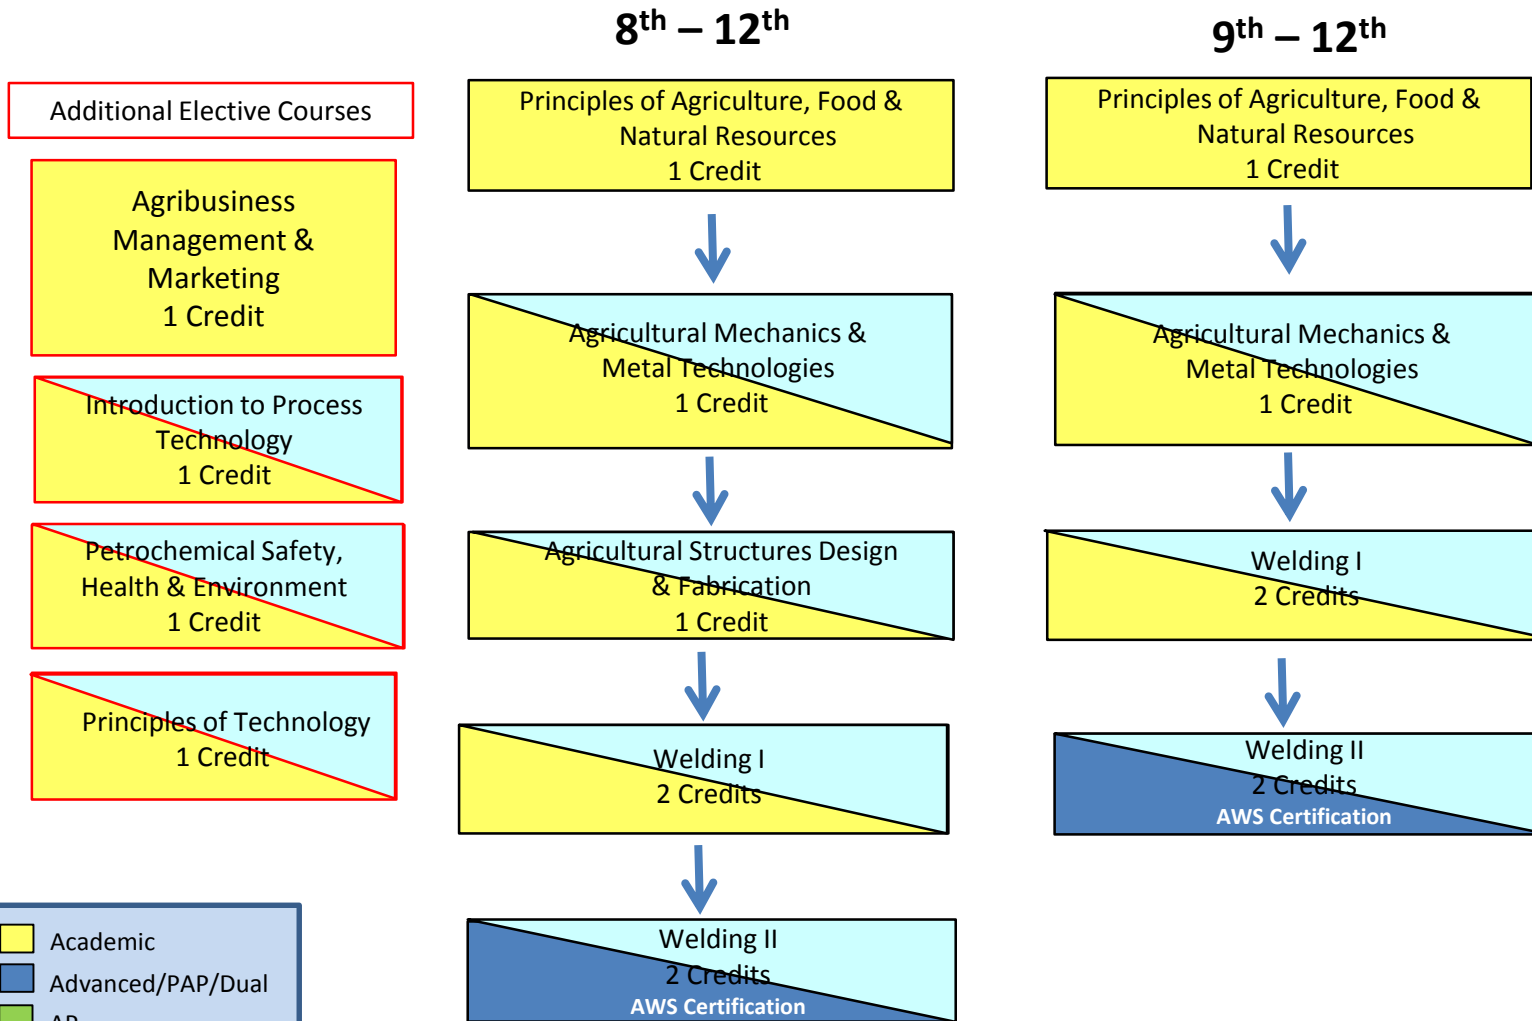 8th – 12th
9th – 12th
Additional Elective Courses
Agribusiness
Management &
Marketing
1 Credit
Introduction to Process
Technology
1 Credit
Petrochemical Safety,
Health & Environment
1 Credit
Principles of Technology
1 Credit
Principles of Agriculture, Food &
Natural Resources
1 Credit
Agricultural Mechanics &
Metal Technologies
1 Credit
Agricultural Structures Design
& Fabrication
1 Credit
Welding I
2 Credits
Welding II
2 Credits
AWS Certification
Principles of Agriculture, Food &
Natural Resources
1 Credit
Agricultural Mechanics &
Metal Technologies
1 Credit
Welding I
2 Credits
Welding II
2 Credits
AWS Certification
Academic
Advanced/PAP/Dual
AP